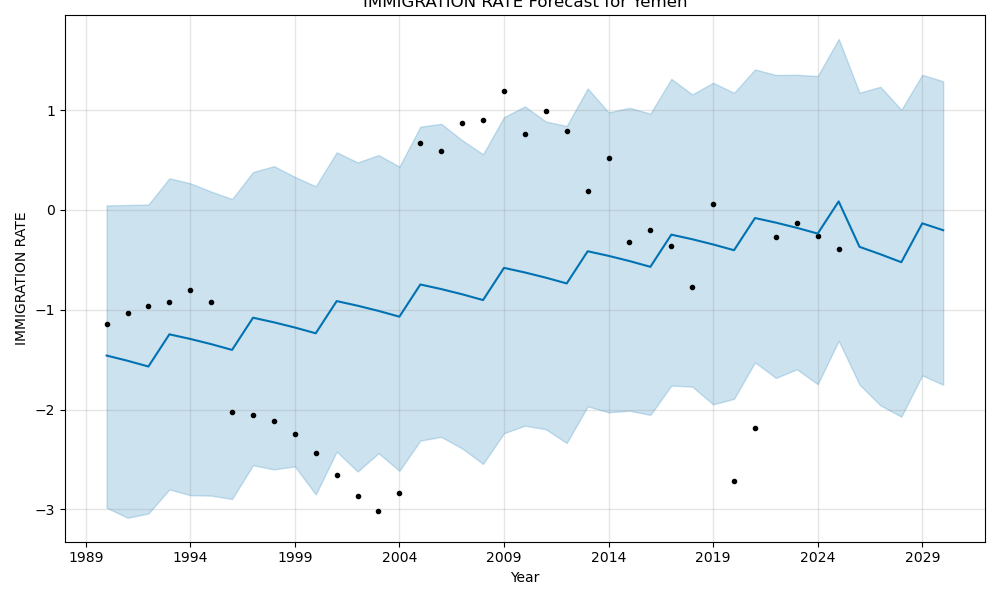 IMMIGRATION RATE Forecast for Yemen
IMMIGRATION RATE
1
0
−1
−2
−3
1989 1994 1999 2004 2009 2014 2019 2024 2029
Year